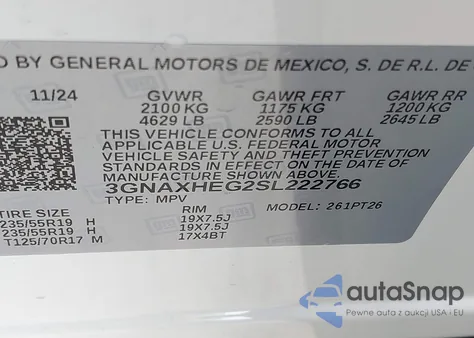 D BY GENERAL MOTORS DE MEXICO, S. DE R.L. DE
11/24 GVWR GAWR FRT GAWR RR
2100 KG 1175 KG 1200 KG
4629 LB 2590 LB 2645 LB
THIS VEHICLE CONFORMS TO ALL
APPLICABLE U.S. FEDERAL MOTOR
VEHICLE SAFETY AND THEFT PREVENTION
STANDARDS IN EFFECT ON THE DATE OF
MANUFACTURE SHOWN ABOVE.
3GNAXHEG2SL222766
TYPE: MPV MODEL: 261PT26
TIRE SIZE RIM
235/55R19 H 19X7.5J
235/55R19 H 19X7.5J
T125/70R17 M 17X4BT
autoSnap
Pewne auta z aukcji USA - EU